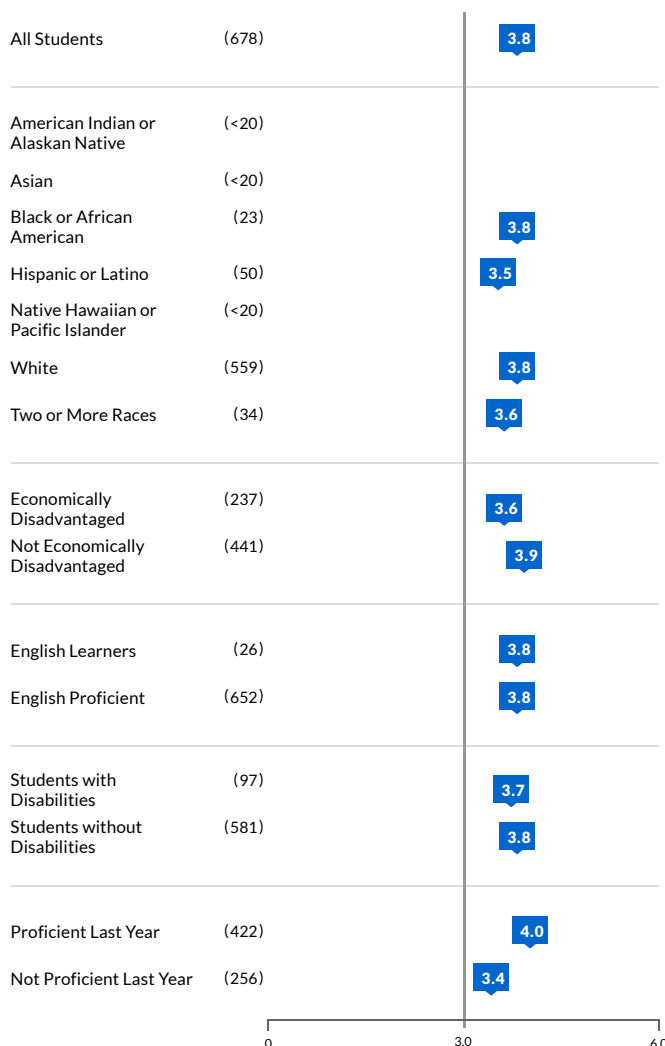 All Students (678) 3.8
American Indian or (<20)
Alaskan Native
Asian (<20)
Black or African (23) 3.8
American
Hispanic or Latino (50) 3.5
Native Hawaiian or (<20)
Pacific Islander
White (559) 3.8
Two or More Races (34) 3.6
Economically (237) 3.6
Disadvantaged
Not Economically (441) 3.9
Disadvantaged
English Learners (26) 3.8
English Proficient (652) 3.8
Students with (97) 3.7
Disabilities
Students without (581) 3.8
Disabilities
Proficient Last Year (422) 4.0
Not Proficient Last Year (256) 3.4
0 3.0 6.0